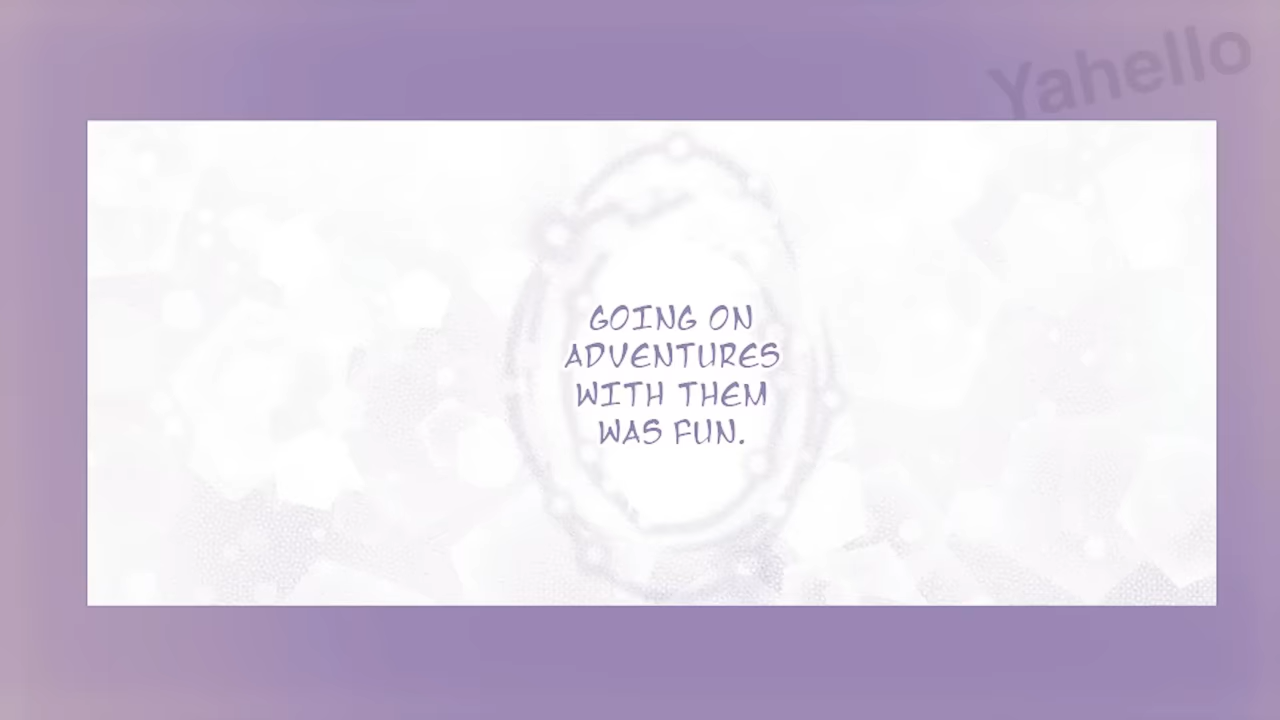 Yahello
GOING ON
ADVENTURES
WITH THEM
WAS FUN.